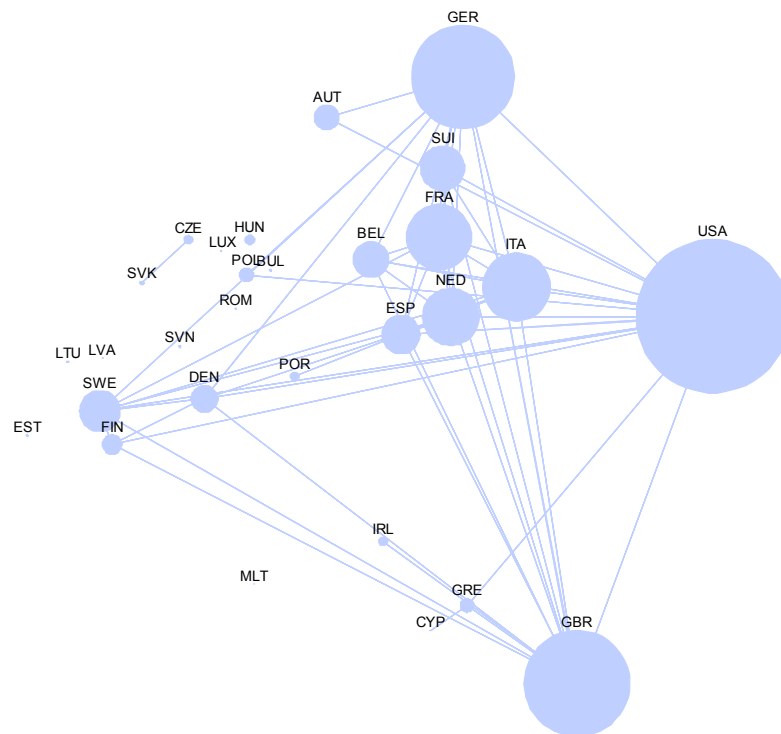 GER
AUT
SUI
FRA
USA
CZE
HUN
BEL
ITA
LUX
POL
BUL
SVK
NED
ROM
ESP
SVN
LTU
LVA
POR
SWE
DEN
EST
FIN
IRL
MLT
GRE
CYP
GBR